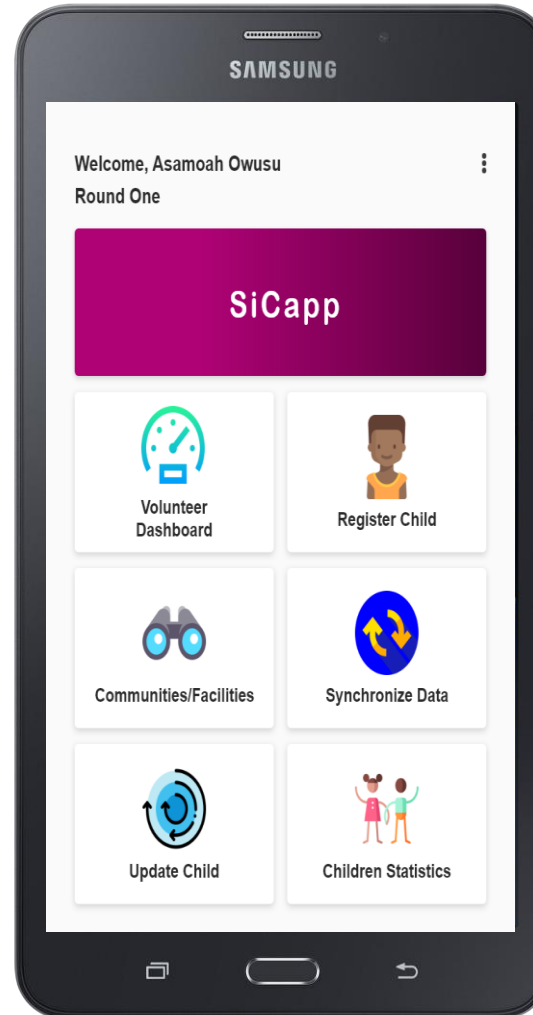 SAMSUNG
Welcome, Asamoah Owusu
Round One
SiCapp
Volunteer
Dashboard
Register Child
Communities/Facilities
Synchronize Data
Update Child
Children Statistics